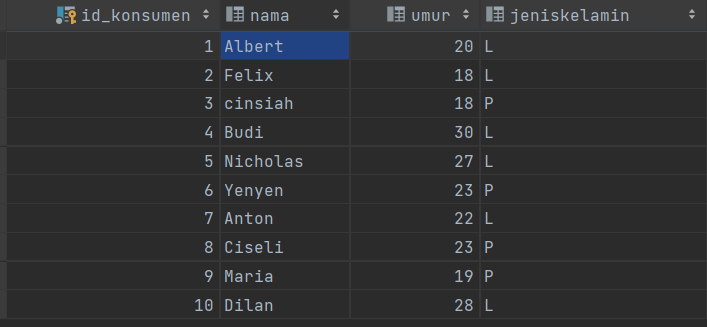 id_konsumen nama umur jeniskelamin
1 Albert 20 L
2 Felix 18 L
3 cinsiah 18 P
4 Budi 30 L
5 Nicholas 27 L
6 Yenyen 23 P
7 Anton 22 L
8 Ciseli 23 P
9 Maria 19 P
10 Dilan 28 L